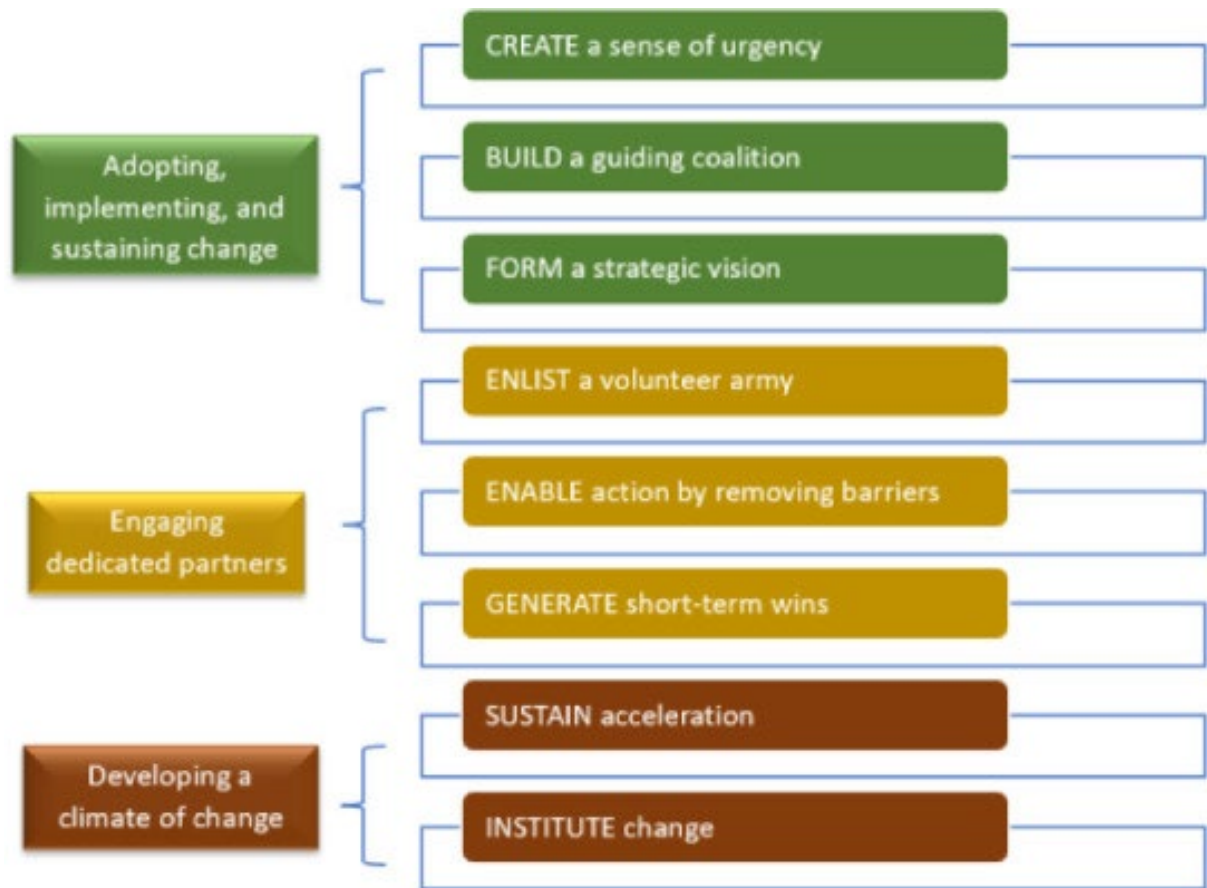 CREATE a sense of urgency
BUILD a guiding coalition
FORM a strategic vision
Adopting,
implementing, and
sustaining change
ENLIST a volunteer army
ENABLE action by removing barriers
GENERATE short-term wins
Engaging
dedicated partners
SUSTAIN acceleration
INSTITUTE change
Developing a
climate of change